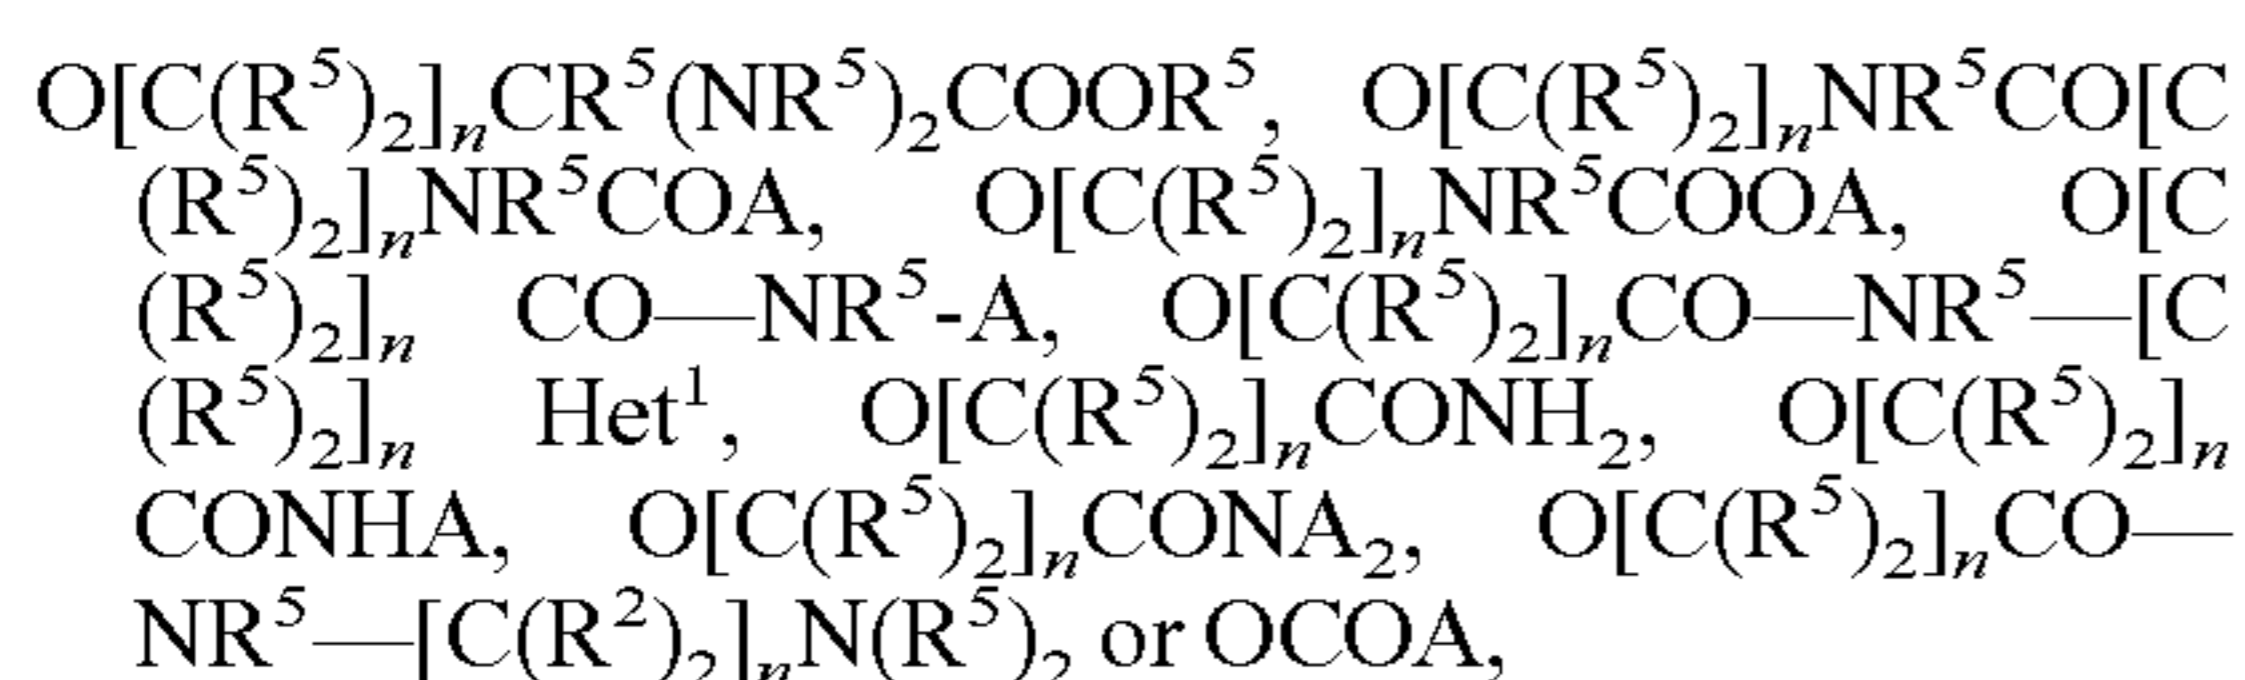 O[C(R⁵)₂]ₙCR⁵(NR⁵)₂COOR⁵, O[C(R⁵)₂]ₙNR⁵CO[C
(R⁵)₂]ₙNR⁵COA, O[C(R⁵)₂]ₙNR⁵COOA, O[C
(R⁵)₂]ₙ CO—NR⁵-A, O[C(R⁵)₂]ₙCO—NR⁵—[C
(R⁵)₂]ₙ Het¹, O[C(R⁵)₂]ₙCONH₂, O[C(R⁵)₂]ₙ
CONHA, O[C(R⁵)₂]ₙCONA₂, O[C(R⁵)₂]ₙCO—
NR⁵—[C(R²)₂]ₙN(R⁵)₂ or OCOA,